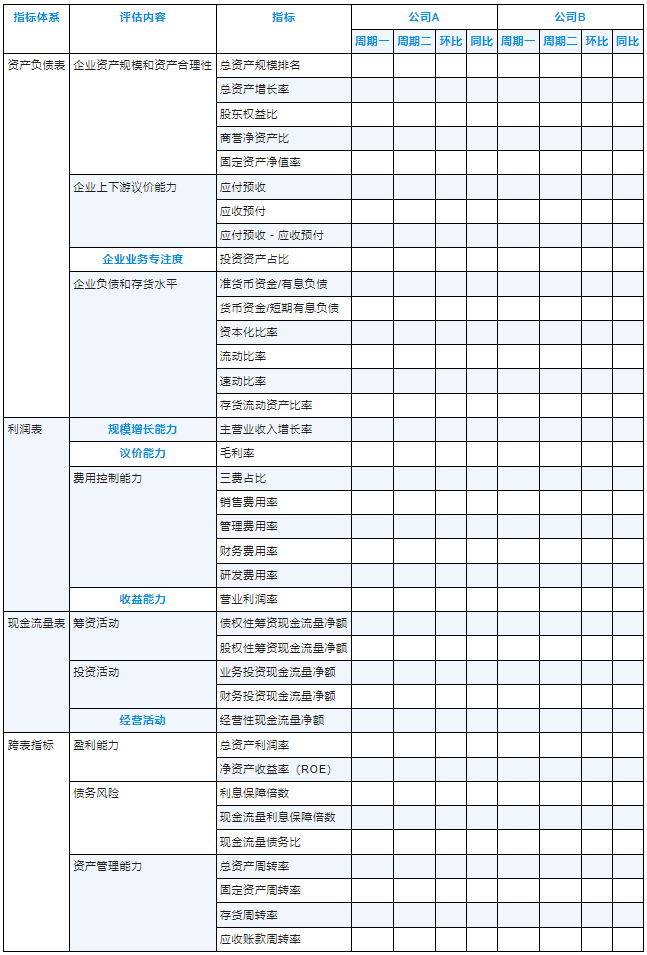 指标体系 评估内容 指标 公司A 公司B
周期一 周期二 环比 同比 周期一 周期二 环比 同比
资产负债表 企业资产规模和资产合理性 总资产规模排名
总资产增长率
股东权益比
商誉净资产比
固定资产净值率
企业上下游议价能力 应付预收
应收预付
应付预收 - 应收预付
企业业务专注度 投资资产占比
企业负债和存货水平 准货币资金/有息负债
货币资金/短期有息负债
资本化比率
流动比率
速动比率
存货流动资产比率
利润表 规模增长能力 主营业收入增长率
议价能力 毛利率
费用控制能力 三费占比
销售费用率
管理费用率
财务费用率
研发费用率
收益能力 营业利润率
现金流量表 筹资活动 债权性筹资现金流量净额
股权性筹资现金流量净额
投资活动 业务投资现金流量净额
财务投资现金流量净额
经营活动 经营性现金流量净额
跨表指标 盈利能力 总资产利润率
净资产收益率（ROE）
债务风险 利息保障倍数
现金流量利息保障倍数
现金流量债务比
资产管理能力 总资产周转率
固定资产周转率
存货周转率
应收账款周转率